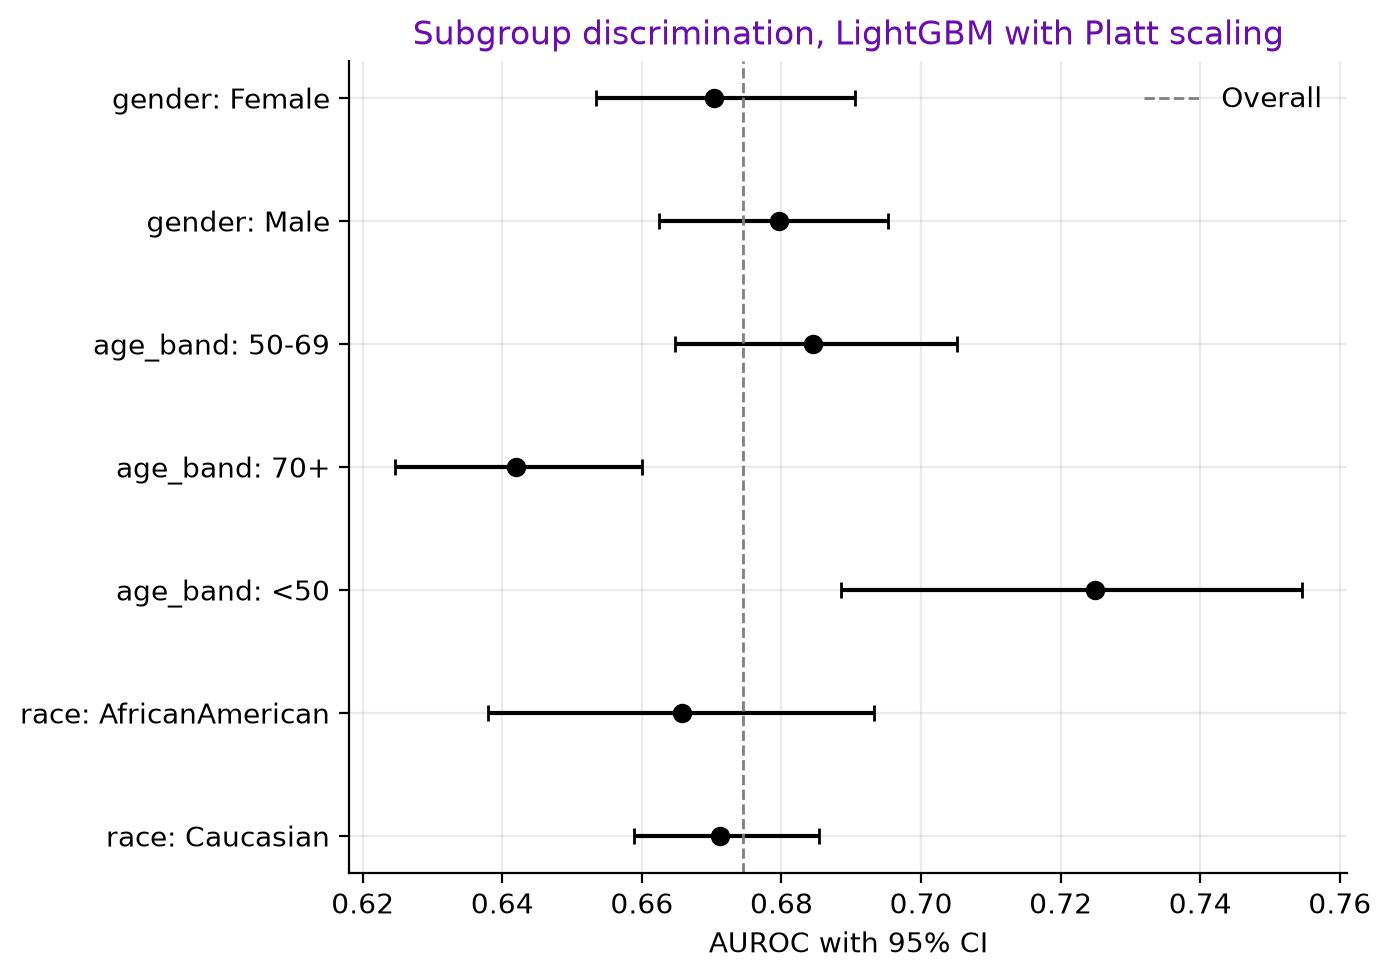 Subgroup discrimination, LightGBM with Platt scaling
gender: Female
Overall
gender: Male
age_band: 50-69
age_band: 70+
age_band: <50
race: AfricanAmerican
race: Caucasian
0.62 0.64 0.66 0.68 0.70 0.72 0.74 0.76
AUROC with 95% CI